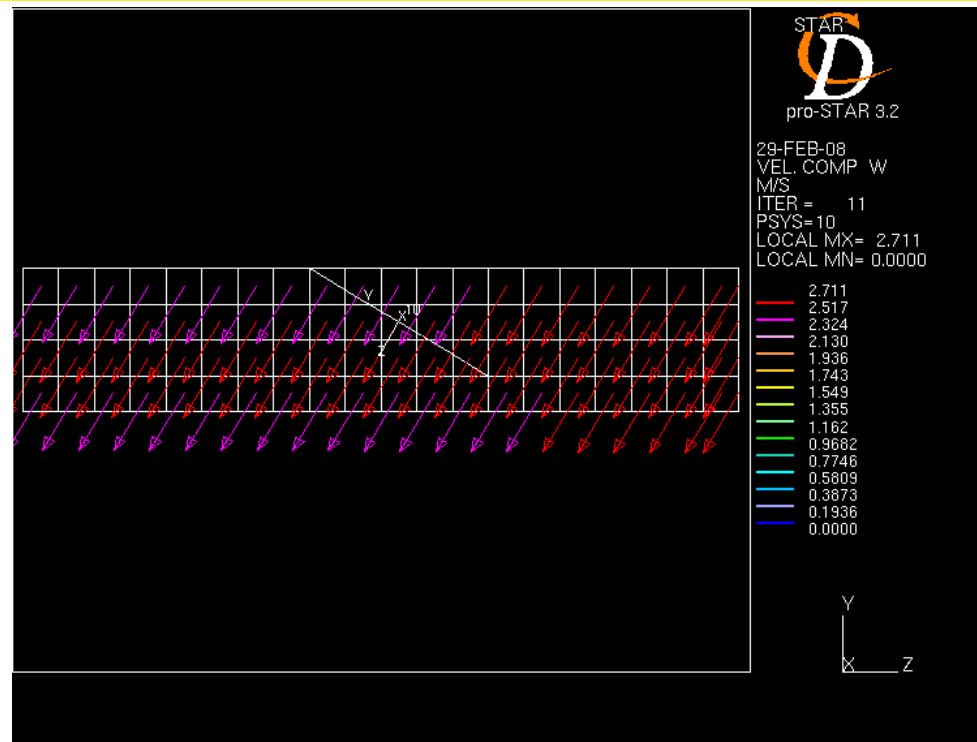 STAR
D
pro-STAR 3.2
29-FEB-08
VEL. COMP W
M/S
ITER = 11
PSYS=10
LOCAL MX= 2.711
LOCAL MN= 0.0000
2.711
2.517
2.324
2.130
1.936
1.743
1.549
1.355
1.162
0.9682
0.7746
0.5809
0.3873
0.1936
0.0000
Y
X 10
Z
Y
X Z